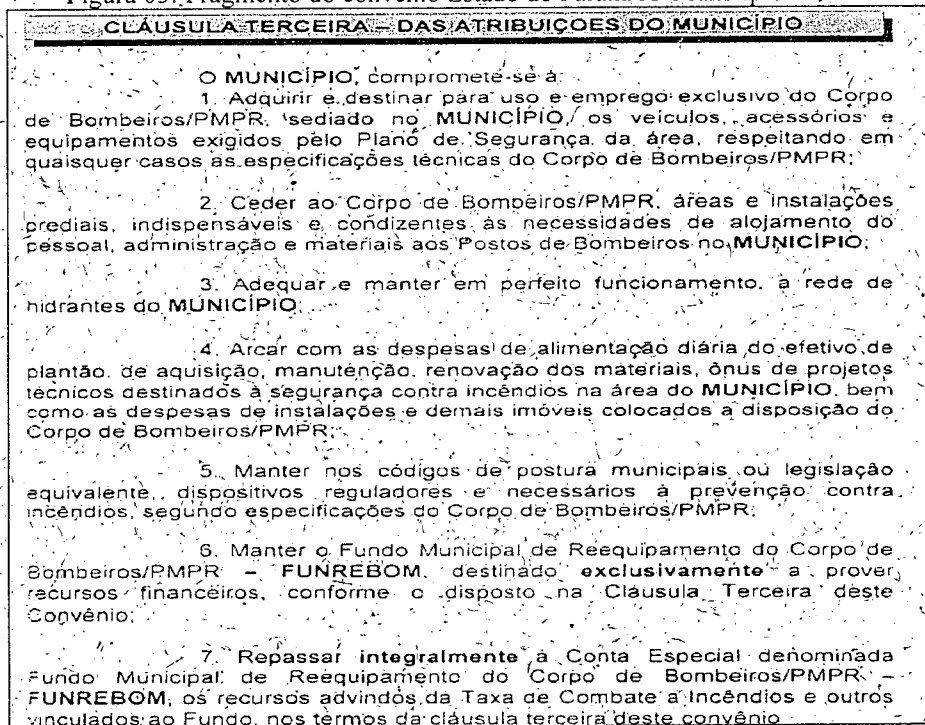 CLÁUSULA TERCEIRA – DAS ATRIBUIÇÕES DO MUNICÍPIO
O MUNICÍPIO, compromete-se à:
1. Adquirir e destinar para uso e emprego exclusivo do Corpo
de Bombeiros/PMPR, sediado no MUNICÍPIO, os veículos, acessórios e
equipamentos exigidos pelo Plano de Segurança da área, respeitando em
quaisquer casos as especificações técnicas do Corpo de Bombeiros/PMPR;
2. Ceder ao Corpo de Bombeiros/PMPR, áreas e instalações
prediais, indispensáveis e condizentes às necessidades de alojamento do
pessoal, administração e materiais aos Postos de Bombeiros no MUNICÍPIO;
3. Adequar e manter em perfeito funcionamento, a rede de
hidrantes do MUNICÍPIO;
4. Arcar com as despesas de alimentação diária do efetivo de
plantão, de aquisição, manutenção, renovação dos materiais, ônus de projetos
técnicos destinados à segurança contra incêndios na área do MUNICÍPIO, bem
como as despesas de instalações e demais imóveis colocados a disposição do
Corpo de Bombeiros/PMPR;
5. Manter nos códigos de postura municipais ou legislação
equivalente, dispositivos reguladores e necessários à prevenção contra
incêndios, segundo especificações do Corpo de Bombeiros/PMPR;
6. Manter o Fundo Municipal de Reequipamento do Corpo de
Bombeiros/PMPR – FUNREBOM, destinado exclusivamente a prover
recursos financeiros, conforme o disposto na Cláusula Terceira deste
Convênio;
7. Repassar integralmente à Conta Especial denominada
Fundo Municipal de Reequipamento do Corpo de Bombeiros/PMPR –
FUNREBOM, os recursos advindos da Taxa de Combate a Incêndios e outros
vinculados ao Fundo, nos termos da cláusula terceira deste convênio